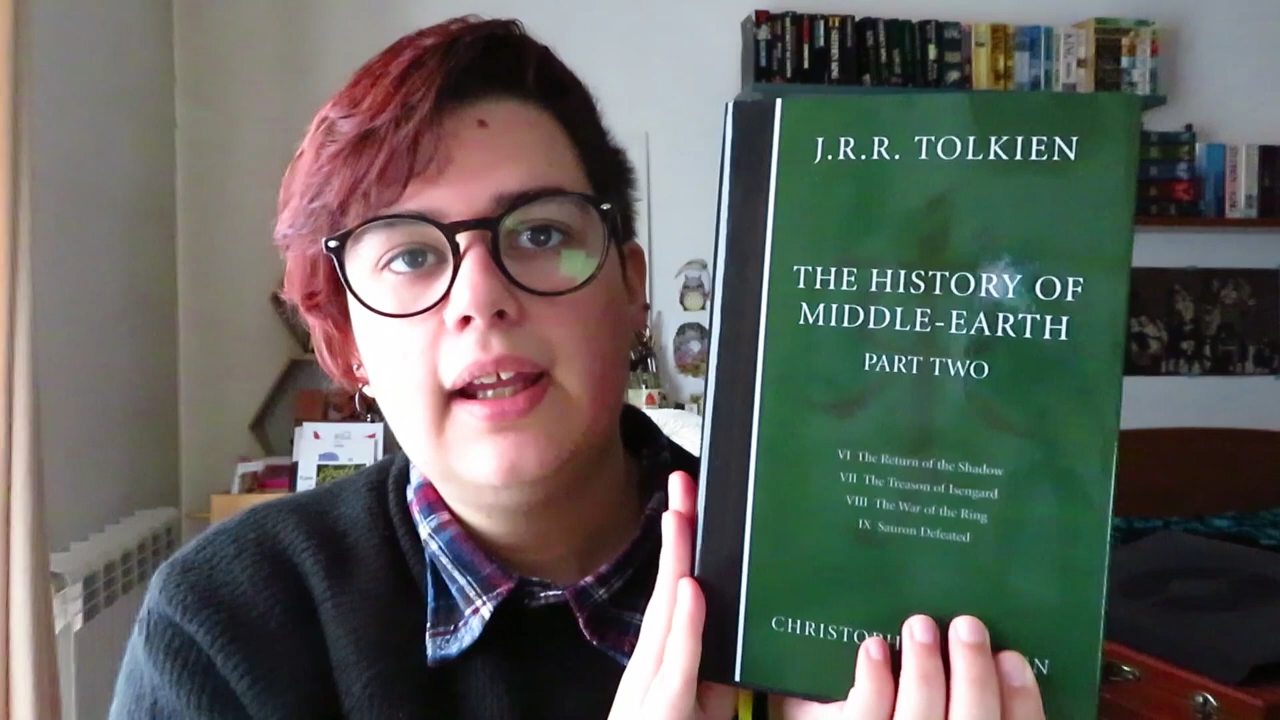 J.R.R. TOLKIEN
THE HISTORY OF
MIDDLE-EARTH
PART TWO
VI The Return of the Shadow
VII The Treason of Isengard
VIII The War of the Ring
IX Sauron Defeated